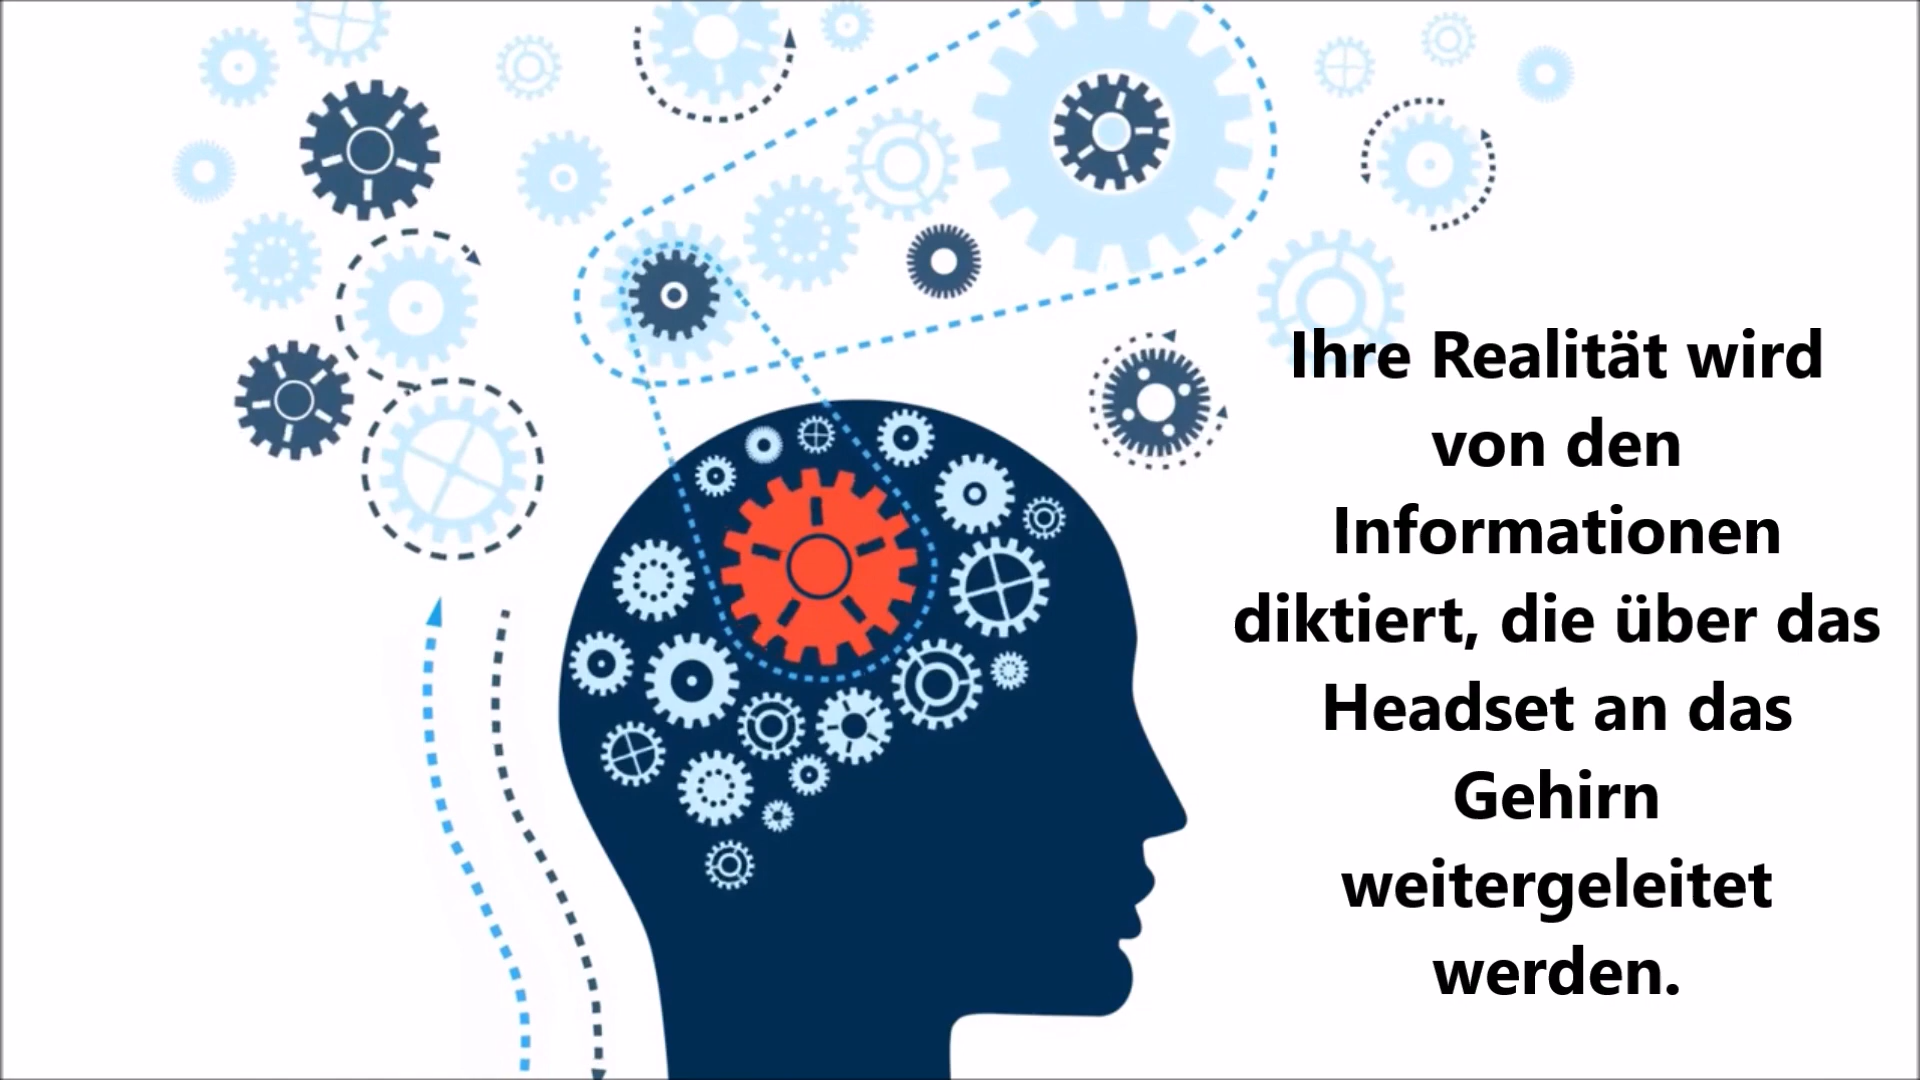 Ihre Realität wird
von den
Informationen
diktiert, die über das
Headset an das
Gehirn
weitergeleitet
werden.